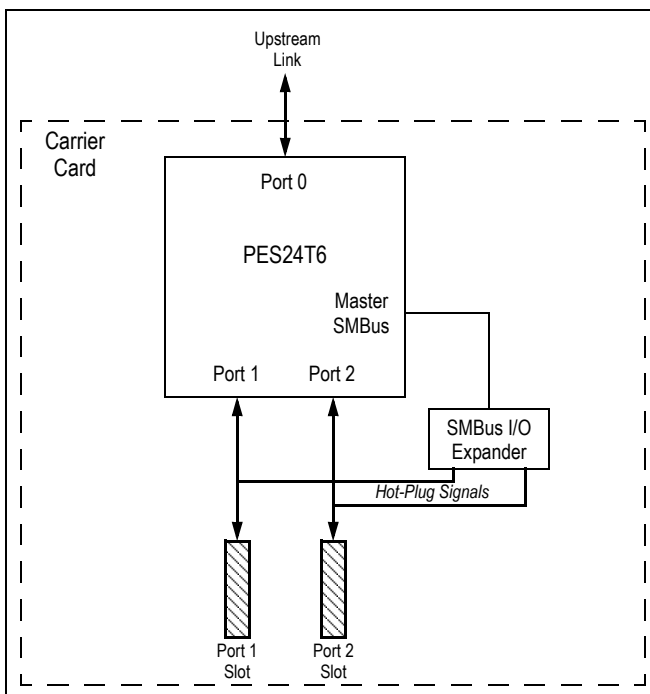 Upstream
Link
Carrier
Card
Port 0
PES24T6
Master
SMBus
Port 1
Port 2
SMBus I/O
Expander
Hot-Plug Signals
Port 1
Slot
Port 2
Slot